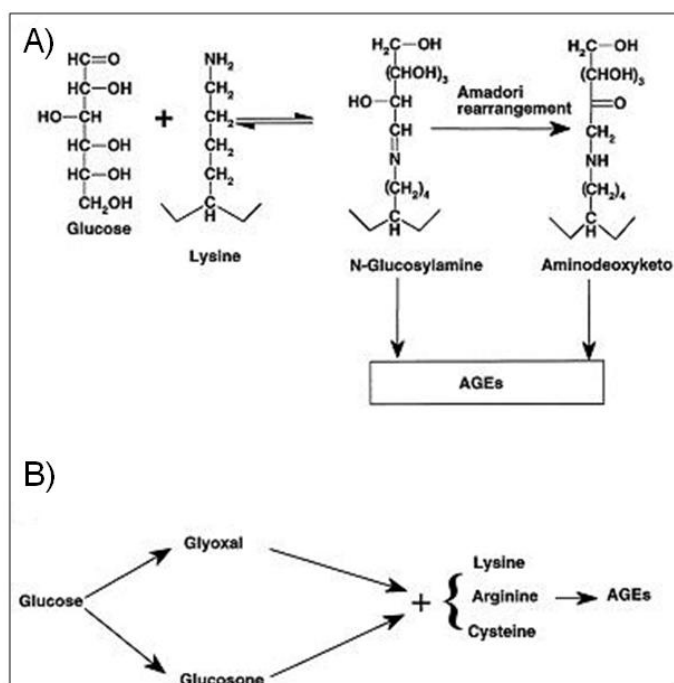 A)
HC=O
HC—OH
HO—CH
HC—OH
HC—OH
CH2OH
Glucose
+
NH2
CH2
CH2
CH2
CH2
C
H
Lysine
H2C—OH
(CHOH)3
HO—CH
CH
N
(CH2)4
C
H
N-Glucosylamine
Amadori
rearrangement
H2C—OH
(CHOH)3
C=O
CH2
NH
(CH2)4
C
H
Aminodeoxyketo
AGEs
B)
Glucose
Glyoxal
Glucosone
+ {
Lysine
Arginine
Cysteine
AGEs